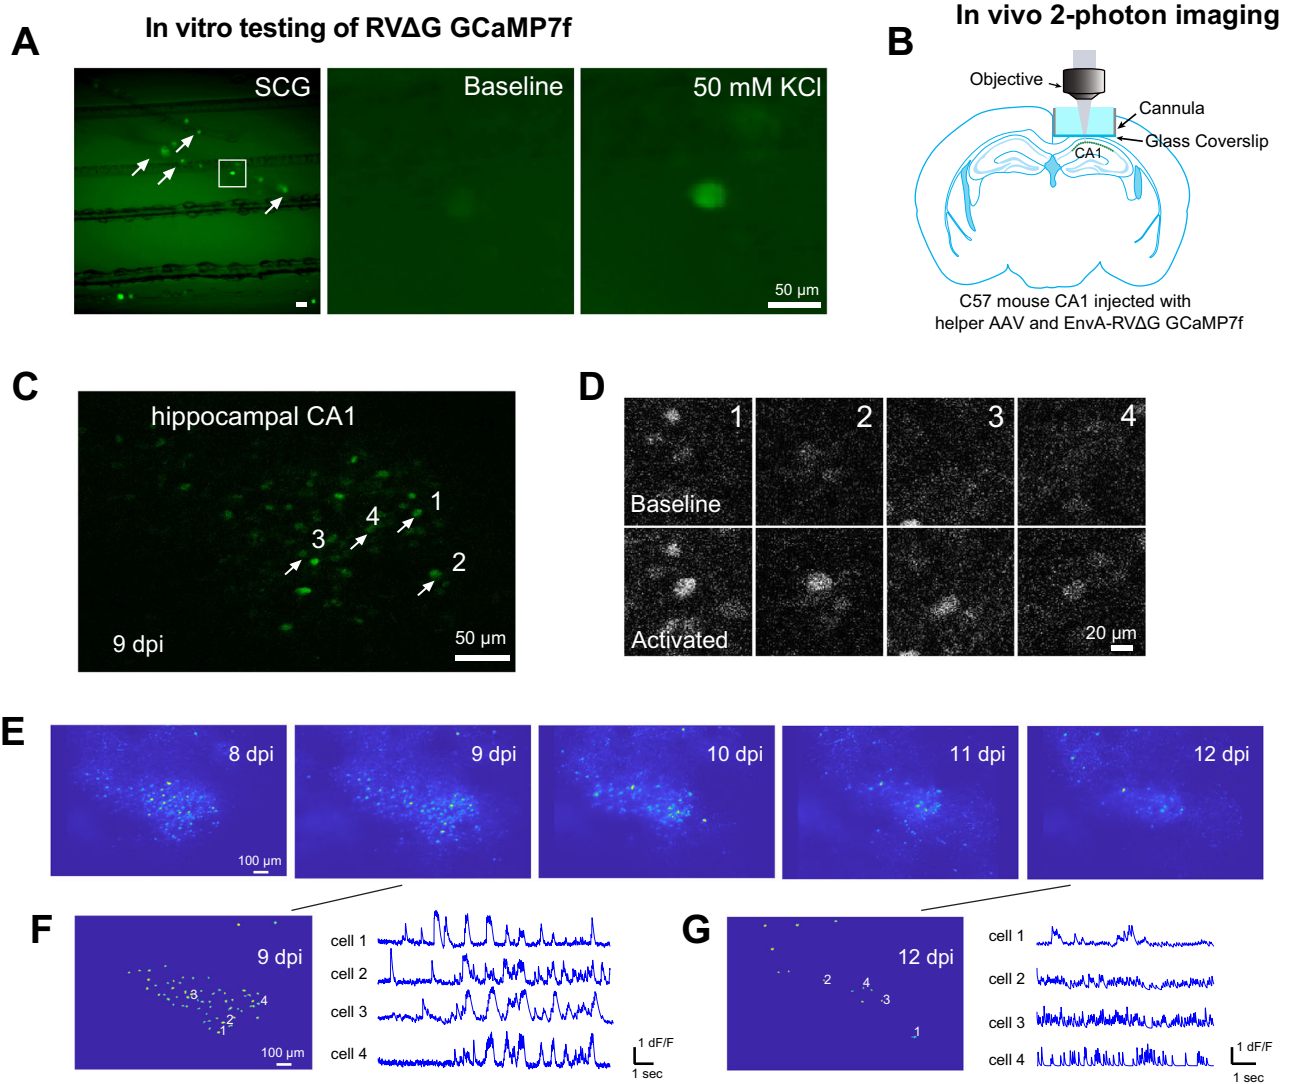 In vitro testing of RVΔG GCaMP7f
In vivo 2-photon imaging
A
SCG
Baseline
50 mM KCl
50 µm
B
Objective
Cannula
Glass Coverslip
CA1
C57 mouse CA1 injected with
helper AAV and EnvA-RVΔG GCaMP7f
C
hippocampal CA1
1
4
3
2
9 dpi
50 µm
D
1
2
3
4
Baseline
Activated
20 µm
E
8 dpi
9 dpi
10 dpi
11 dpi
12 dpi
100 µm
F
9 dpi
3
4
2
1
100 µm
cell 1
cell 2
cell 3
cell 4
1 dF/F
1 sec
G
12 dpi
2
4
3
1
cell 1
cell 2
cell 3
cell 4
1 dF/F
1 sec